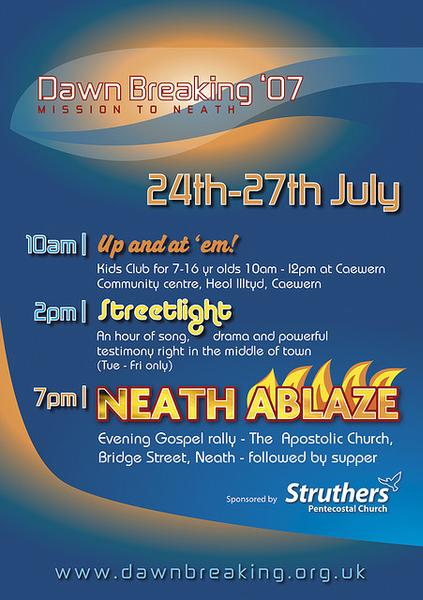 Dawn Breaking '07
MISSION TO NEATH
24th-27th July
10am | Up and at 'em!
Kids Club for 7-16 yr olds 10am - 12pm at Caewern
Community centre, Heol Illtyd, Caewern
2pm | Streetlight
An hour of song, drama and powerful
testimony right in the middle of town
(Tue - Fri only)
7pm | NEATH ABLAZE
Evening Gospel rally - The Apostolic Church,
Bridge Street, Neath - followed by supper
Sponsored by Struthers
Pentecostal Church
www.dawnbreaking.org.uk